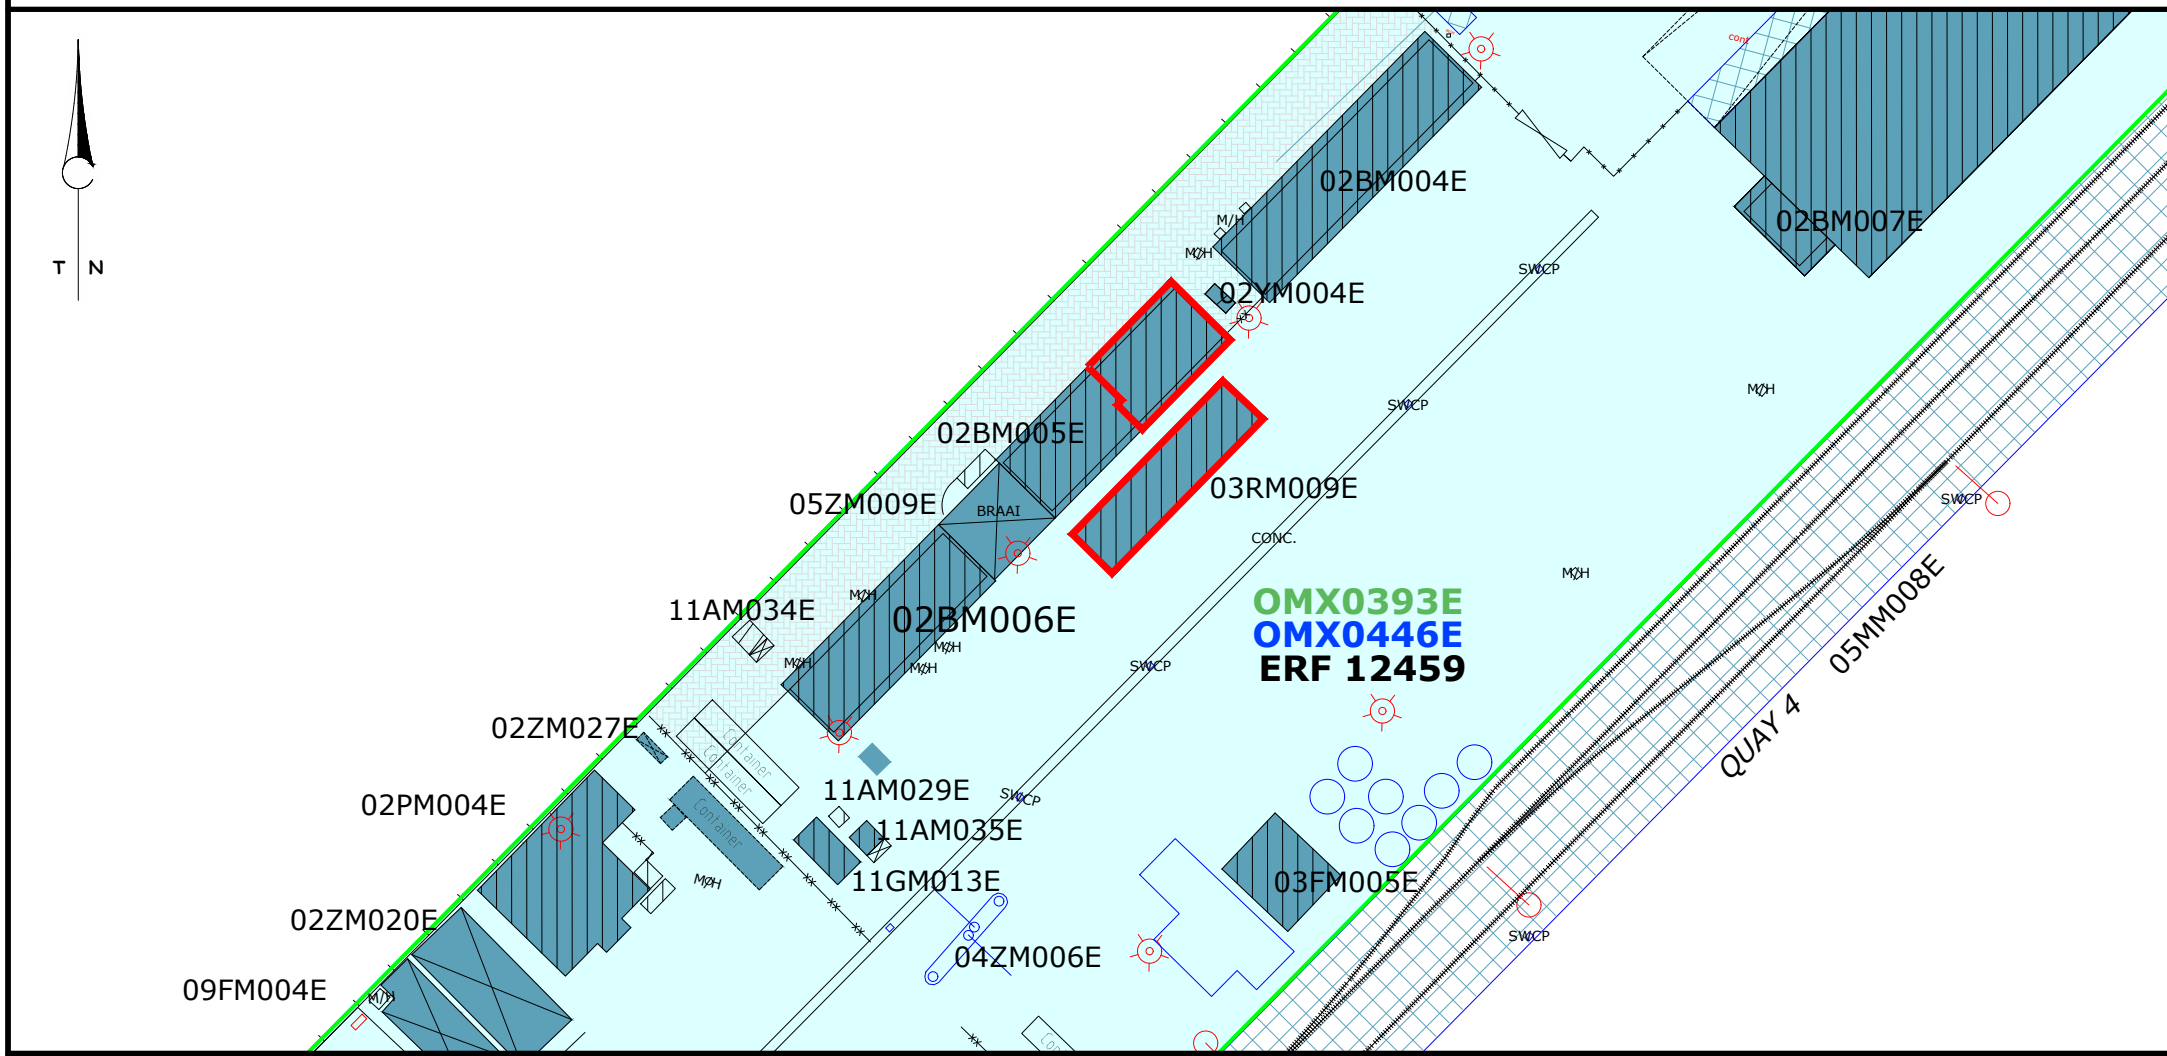 cont
02BM004E
M/H
02BM007E
M/H
SWCP
T N
02YM004E
M/H
SWCP
02BM005E
03RM009E
SWCP
05ZM009E
BRAAI
CONC.
M/H
M/H
OMX0393E
11AM034E
02BM006E
OMX0446E
05MM008E
M/H
M/H
M/H
SWCP
ERF 12459
02ZM027E
Container
Container
QUAY 4
11AM029E
SWCP
02PM004E
Container
11AM035E
M/H
11GM013E
03FM005E
02ZM020E
SWCP
04ZM006E
09FM004E
M/H